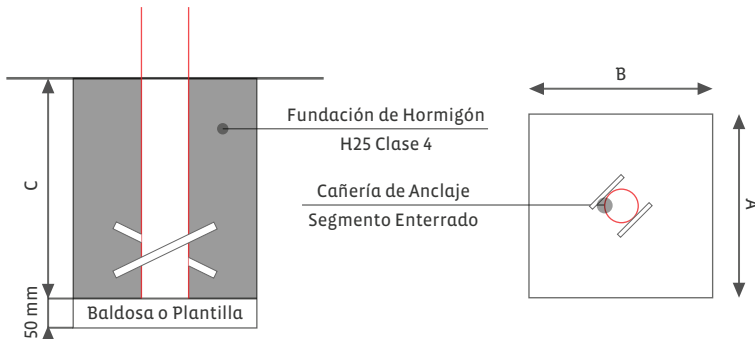 B
Fundación de Hormigón
H25 Clase 4
C
Cañería de Anclaje
Segmento Enterrado
A
Baldosa o Plantilla
50 mm